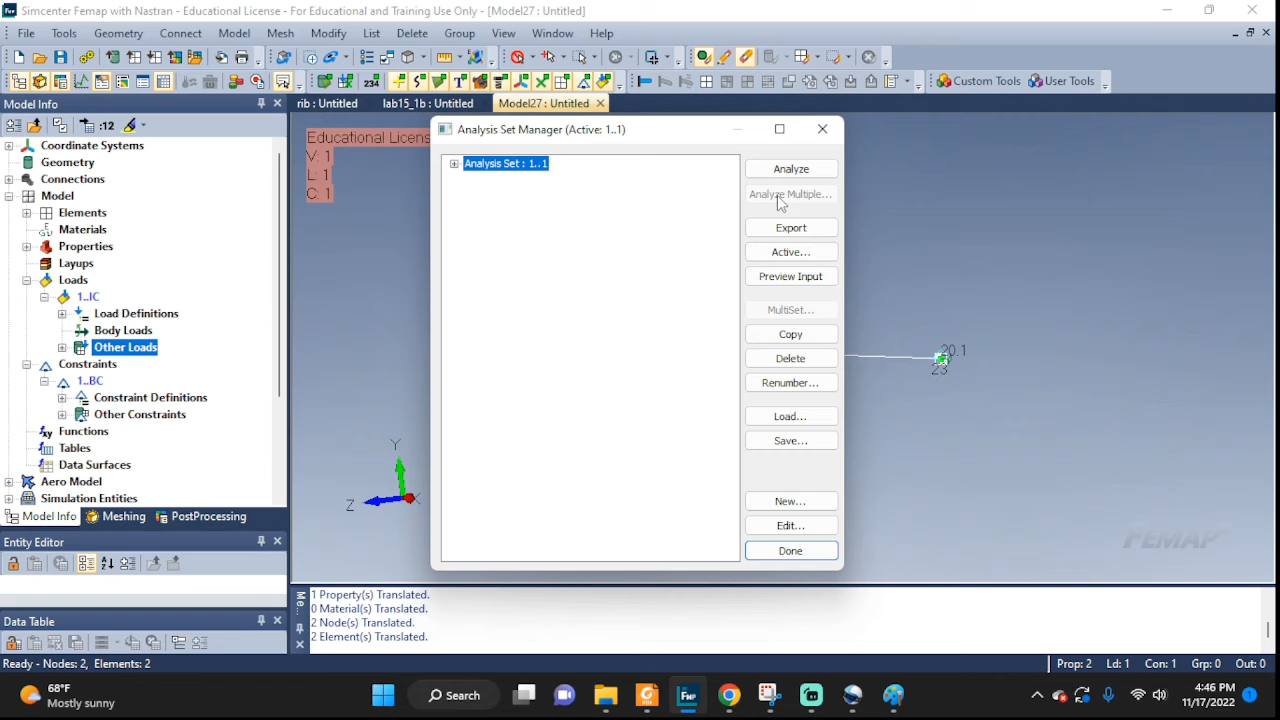 Simcenter Femap with Nastran - Educational License - For Educational and Training Use Only - [Model27 : Untitled]
File Tools Geometry Connect Model Mesh Modify List Delete Group View Window Help
234
Custom Tools User Tools
Model Info
rib : Untitled lab15_1b : Untitled Model27 : Untitled
:12
Coordinate Systems
Geometry
Connections
Model
Elements
Materials
Properties
Layups
Loads
1..IC
Load Definitions
Body Loads
Other Loads
Constraints
1..BC
Constraint Definitions
Other Constraints
Functions
Tables
Data Surfaces
Aero Model
Simulation Entities
Model Info Meshing PostProcessing
Entity Editor
Data Table
Educational Licens
V: 1
L: 1
C: 1
Analysis Set Manager (Active: 1..1)
Analysis Set : 1..1
Analyze
Analyze Multiple...
Export
Active...
Preview Input
MultiSet...
Copy
Delete
Renumber...
Load...
Save...
New...
Edit...
Done
20.1
23
Y
Z
X
FEMAP
Me...
1 Property(s) Translated.
0 Material(s) Translated.
2 Node(s) Translated.
2 Element(s) Translated.
Ready - Nodes: 2, Elements: 2
Prop: 2 Ld: 1 Con: 1 Grp: 0 Out: 0
68°F
Mostly sunny
Search
FMP
4:46 PM
11/17/2022
1